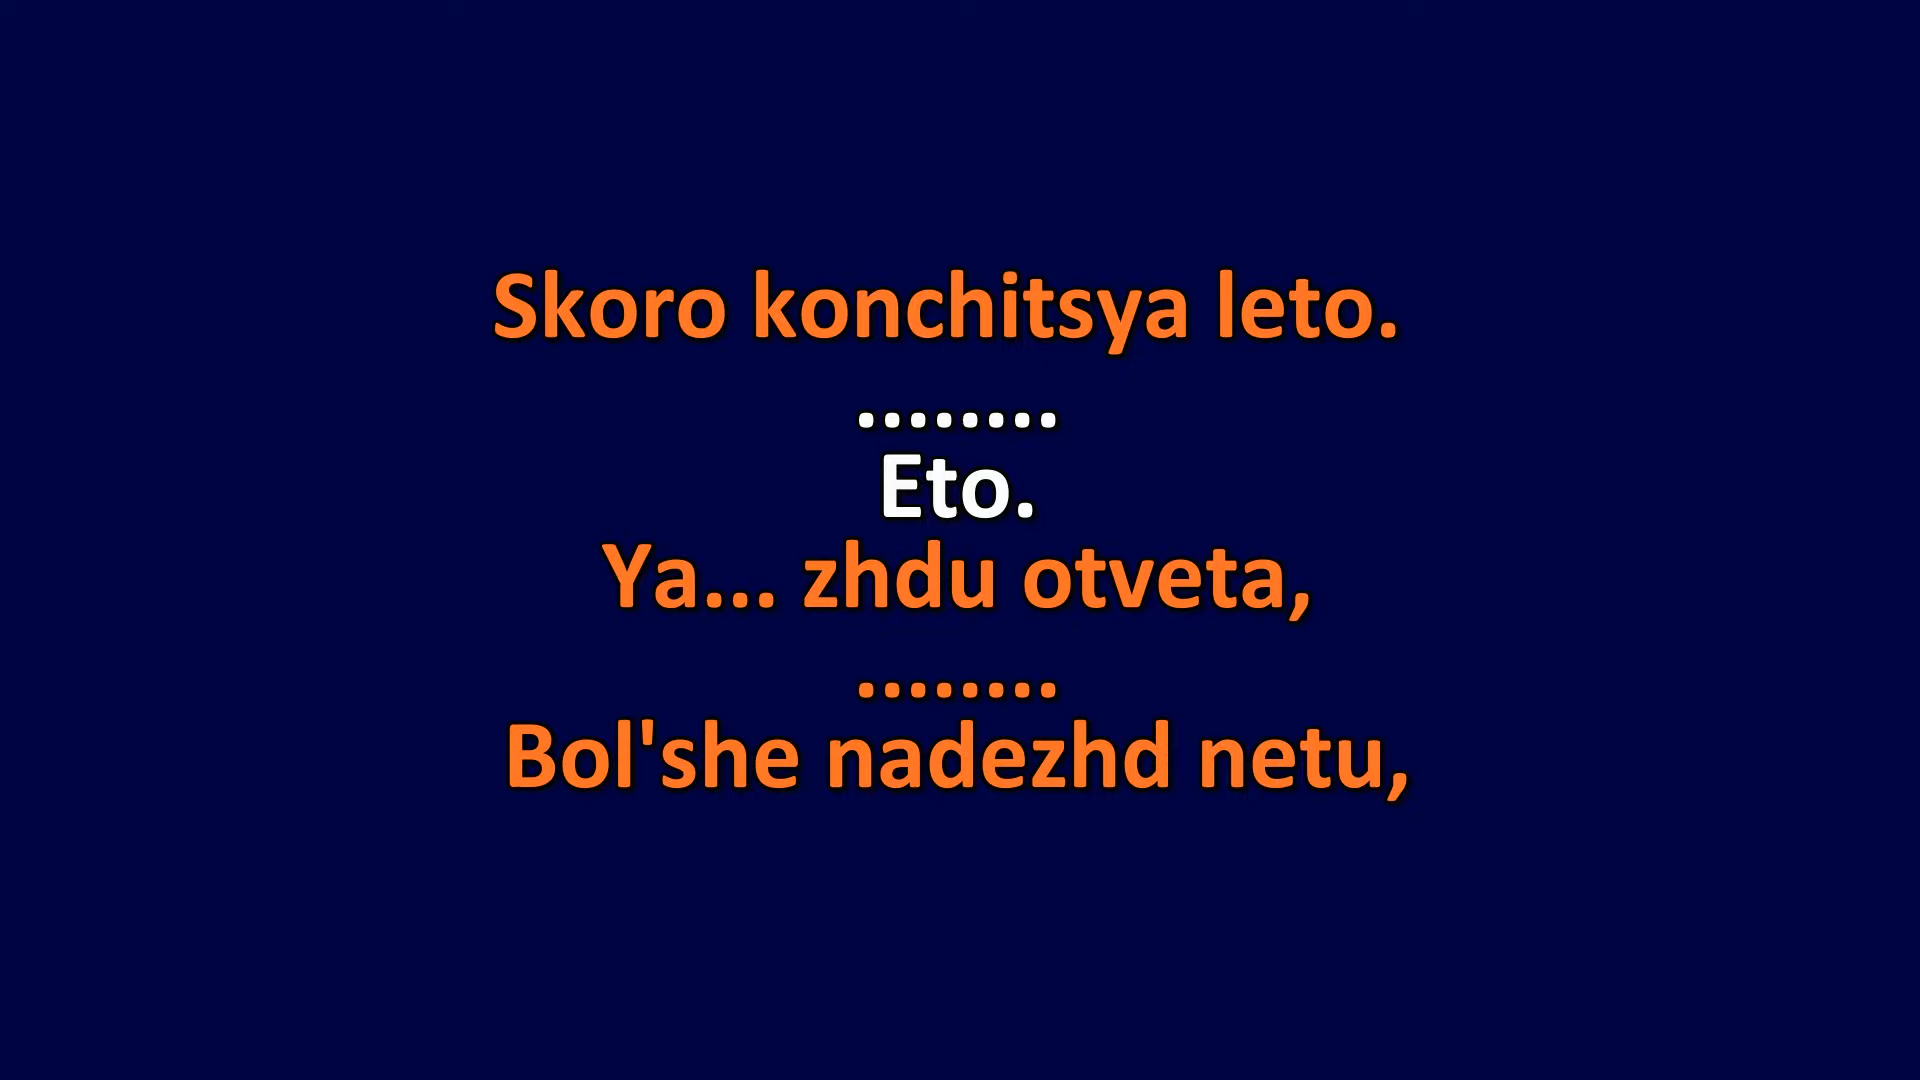 Skoro konchitsya leto.
........
Eto.
Ya... zhdu otveta,
........
Bol'she nadezhd netu,